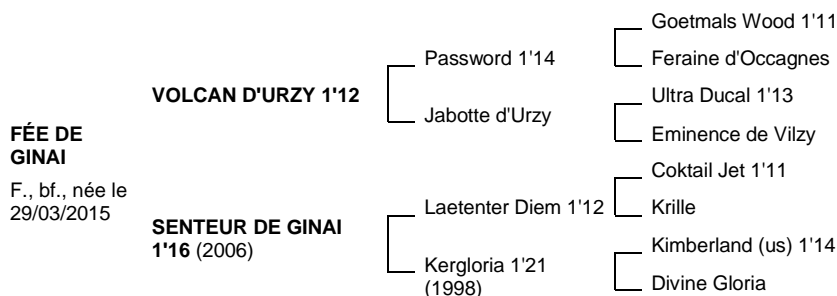 FÉE DE
GINAI
F., bf., née le
29/03/2015
VOLCAN D'URZY 1'12
SENTEUR DE GINAI
1'16 (2006)
Password 1'14
Jabotte d'Urzy
Laetenter Diem 1'12
Kergloria 1'21
(1998)
Goetmals Wood 1'11
Feraine d'Occagnes
Ultra Ducal 1'13
Eminence de Vilzy
Coktail Jet 1'11
Krille
Kimberland (us) 1'14
Divine Gloria